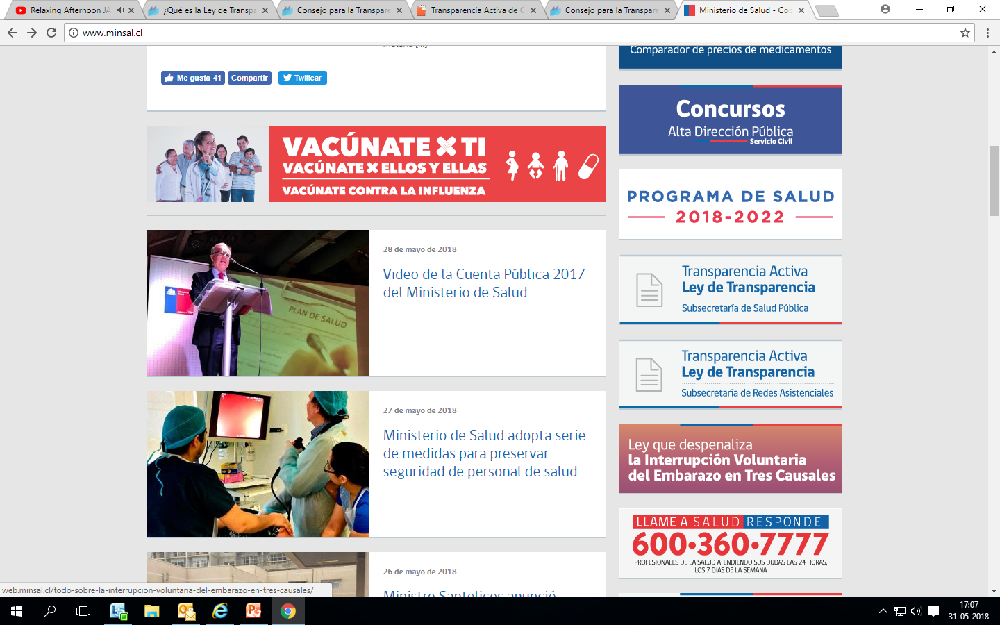 Relaxing Afternoon JA
¿Qué es la Ley de Transpa
Consejo para la Transpare
Transparencia Activa de C
Consejo para la Transpare
Ministerio de Salud - Gob
www.minsal.cl
Me gusta 41
Compartir
Twittear
VACÚNATE X TI
VACÚNATE X ELLOS Y ELLAS
VACÚNATE CONTRA LA INFLUENZA
PLAN DE SALUD
28 de mayo de 2018
Video de la Cuenta Pública 2017
del Ministerio de Salud
27 de mayo de 2018
Ministerio de Salud adopta serie
de medidas para preservar
seguridad de personal de salud
26 de mayo de 2018
Ministro Santelices anunció
Comparador de precios de medicamentos
Concursos
Alta Dirección Pública
Servicio Civil
PROGRAMA DE SALUD
2018-2022
Transparencia Activa
Ley de Transparencia
Subsecretaría de Salud Pública
Transparencia Activa
Ley de Transparencia
Subsecretaría de Redes Asistenciales
Ley que despenaliza
la Interrupción Voluntaria
del Embarazo en Tres Causales
LLAME A SALUD RESPONDE
600•360•7777
PROFESIONALES DE LA SALUD ATENDIENDO SUS DUDAS LAS 24 HORAS,
LOS 7 DÍAS DE LA SEMANA
web.minsal.cl/todo-sobre-la-interrupcion-voluntaria-del-embarazo-en-tres-causales/
17:07
31-05-2018